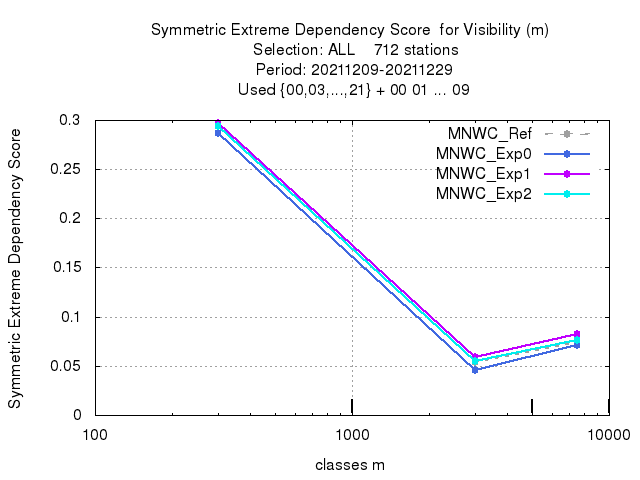 Symmetric Extreme Dependency Score  for Visibility (m)
Selection: ALL    712 stations
Period: 20211209-20211229
Used {00,03,...,21} + 00 01 ... 09
Symmetric Extreme Dependency Score
0.3
0.25
0.2
0.15
0.1
0.05
0
MNWC_Ref
MNWC_Exp0
MNWC_Exp1
MNWC_Exp2
100
1000
10000
classes m